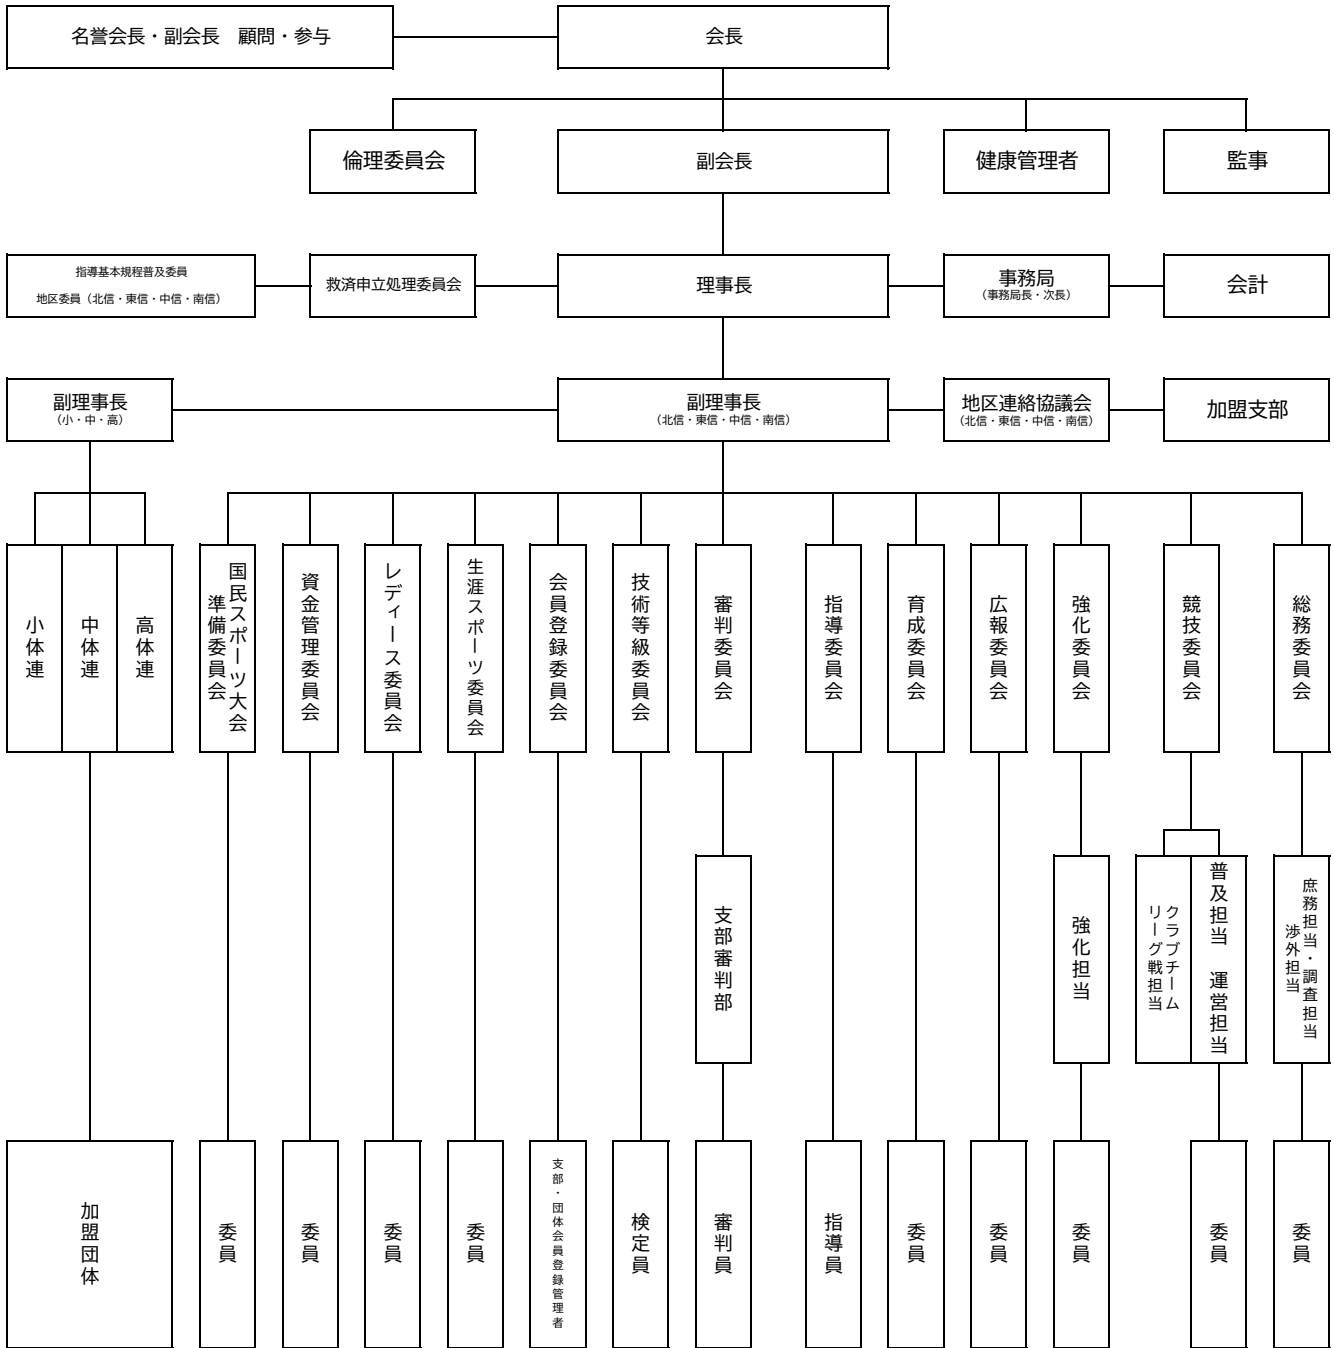 名誉会長・副会長　顧問・参与
会長
倫理委員会
副会長
健康管理者
監事
指導基本規程普及委員
地区委員（北信・東信・中信・南信）
救済申立処理委員会
理事長
事務局
（事務局長・次長）
会計
副理事長
（小・中・高）
副理事長
（北信・東信・中信・南信）
地区連絡協議会
（北信・東信・中信・南信）
加盟支部
小体連
中体連
高体連
国民スポーツ大会
準備委員会
資金管理委員会
レディース委員会
生涯スポーツ委員会
会員登録委員会
技術等級委員会
審判委員会
指導委員会
育成委員会
広報委員会
強化委員会
競技委員会
総務委員会
支部審判部
強化担当
クラブチーム
リーグ戦担当
普及担当　運営担当
庶務担当・調査担当
渉外担当
加盟団体
委員
委員
委員
委員
支部・団体会員登録管理者
検定員
審判員
指導員
委員
委員
委員
委員
委員